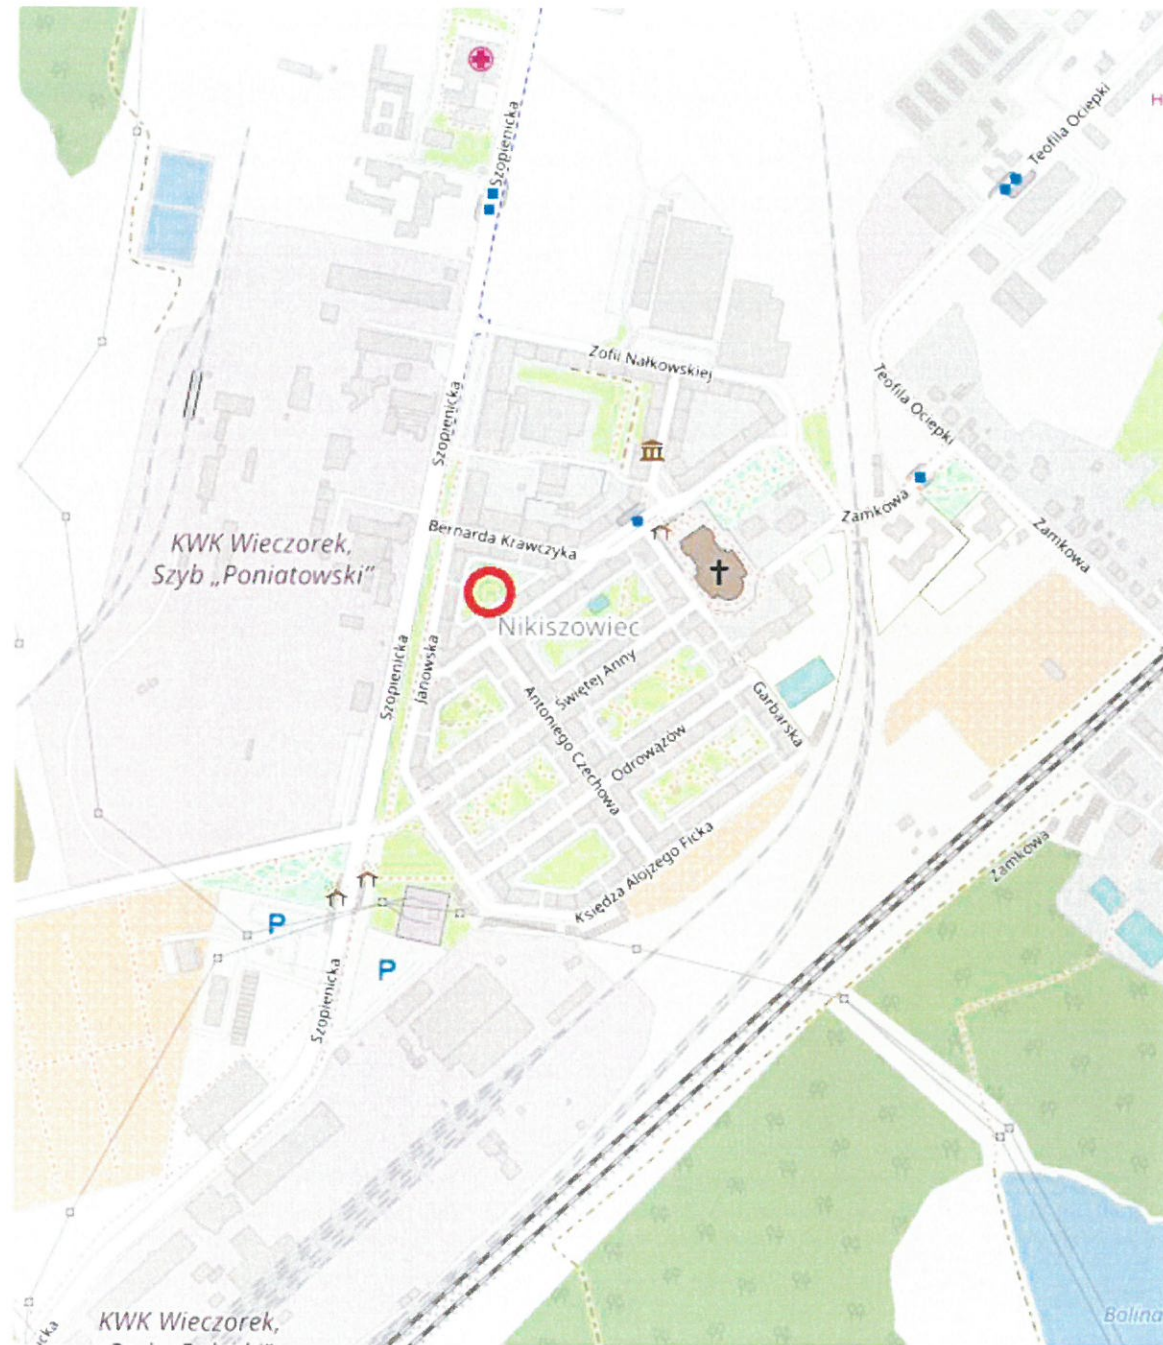 Szopienicka
H
Teofila Ociepki
Zofii Nałkowskiej
Teofila Ociepki
Szopienicka
Zamkowa
Bernarda Krawczyka
Zamkowa
KWK Wieczorek,
Szyb „Poniatowski”
Nikiszowiec
Szopienicka
Janowska
Świętej Anny
Garbarska
Antoniego Czechowa
Odrowążów
Księdza Alojzego Ficka
Zamkowa
P
P
Szopienicka
Bolina
KWK Wieczorek,